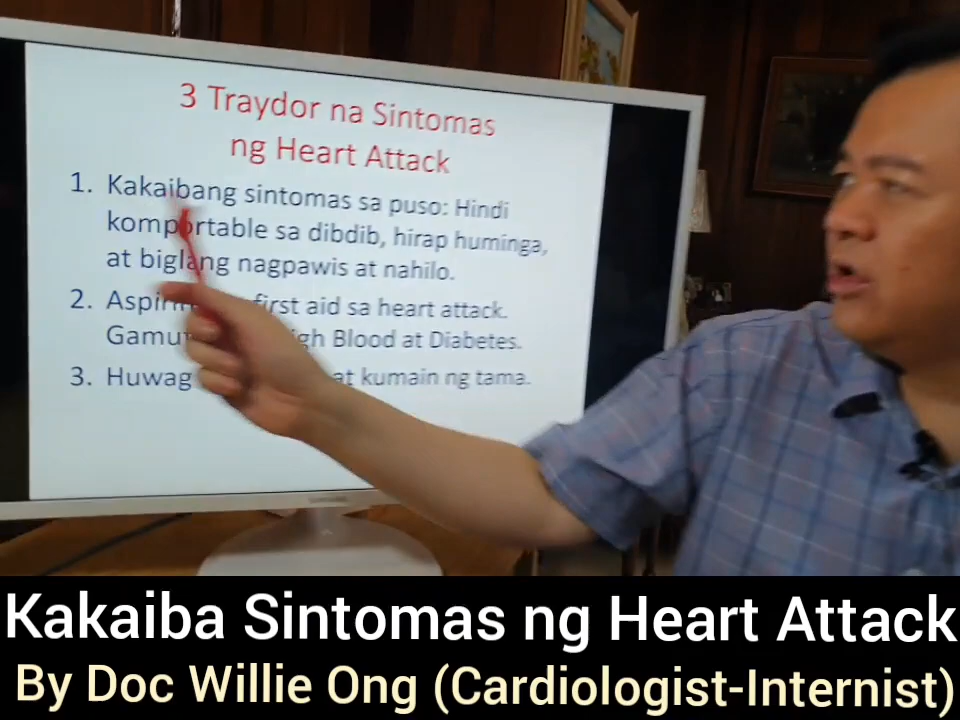 3 Traydor na Sintomas
ng Heart Attack
1. Kakaibang sintomas sa puso: Hindi
komportable sa dibdib, hirap huminga,
at biglang nagpawis at nahilo.
2. first aid sa heart attack.
Blood at Diabetes.
3. Huwag at kumain ng tama.
Kakaiba Sintomas ng Heart Attack
By Doc Willie Ong (Cardiologist-Internist)